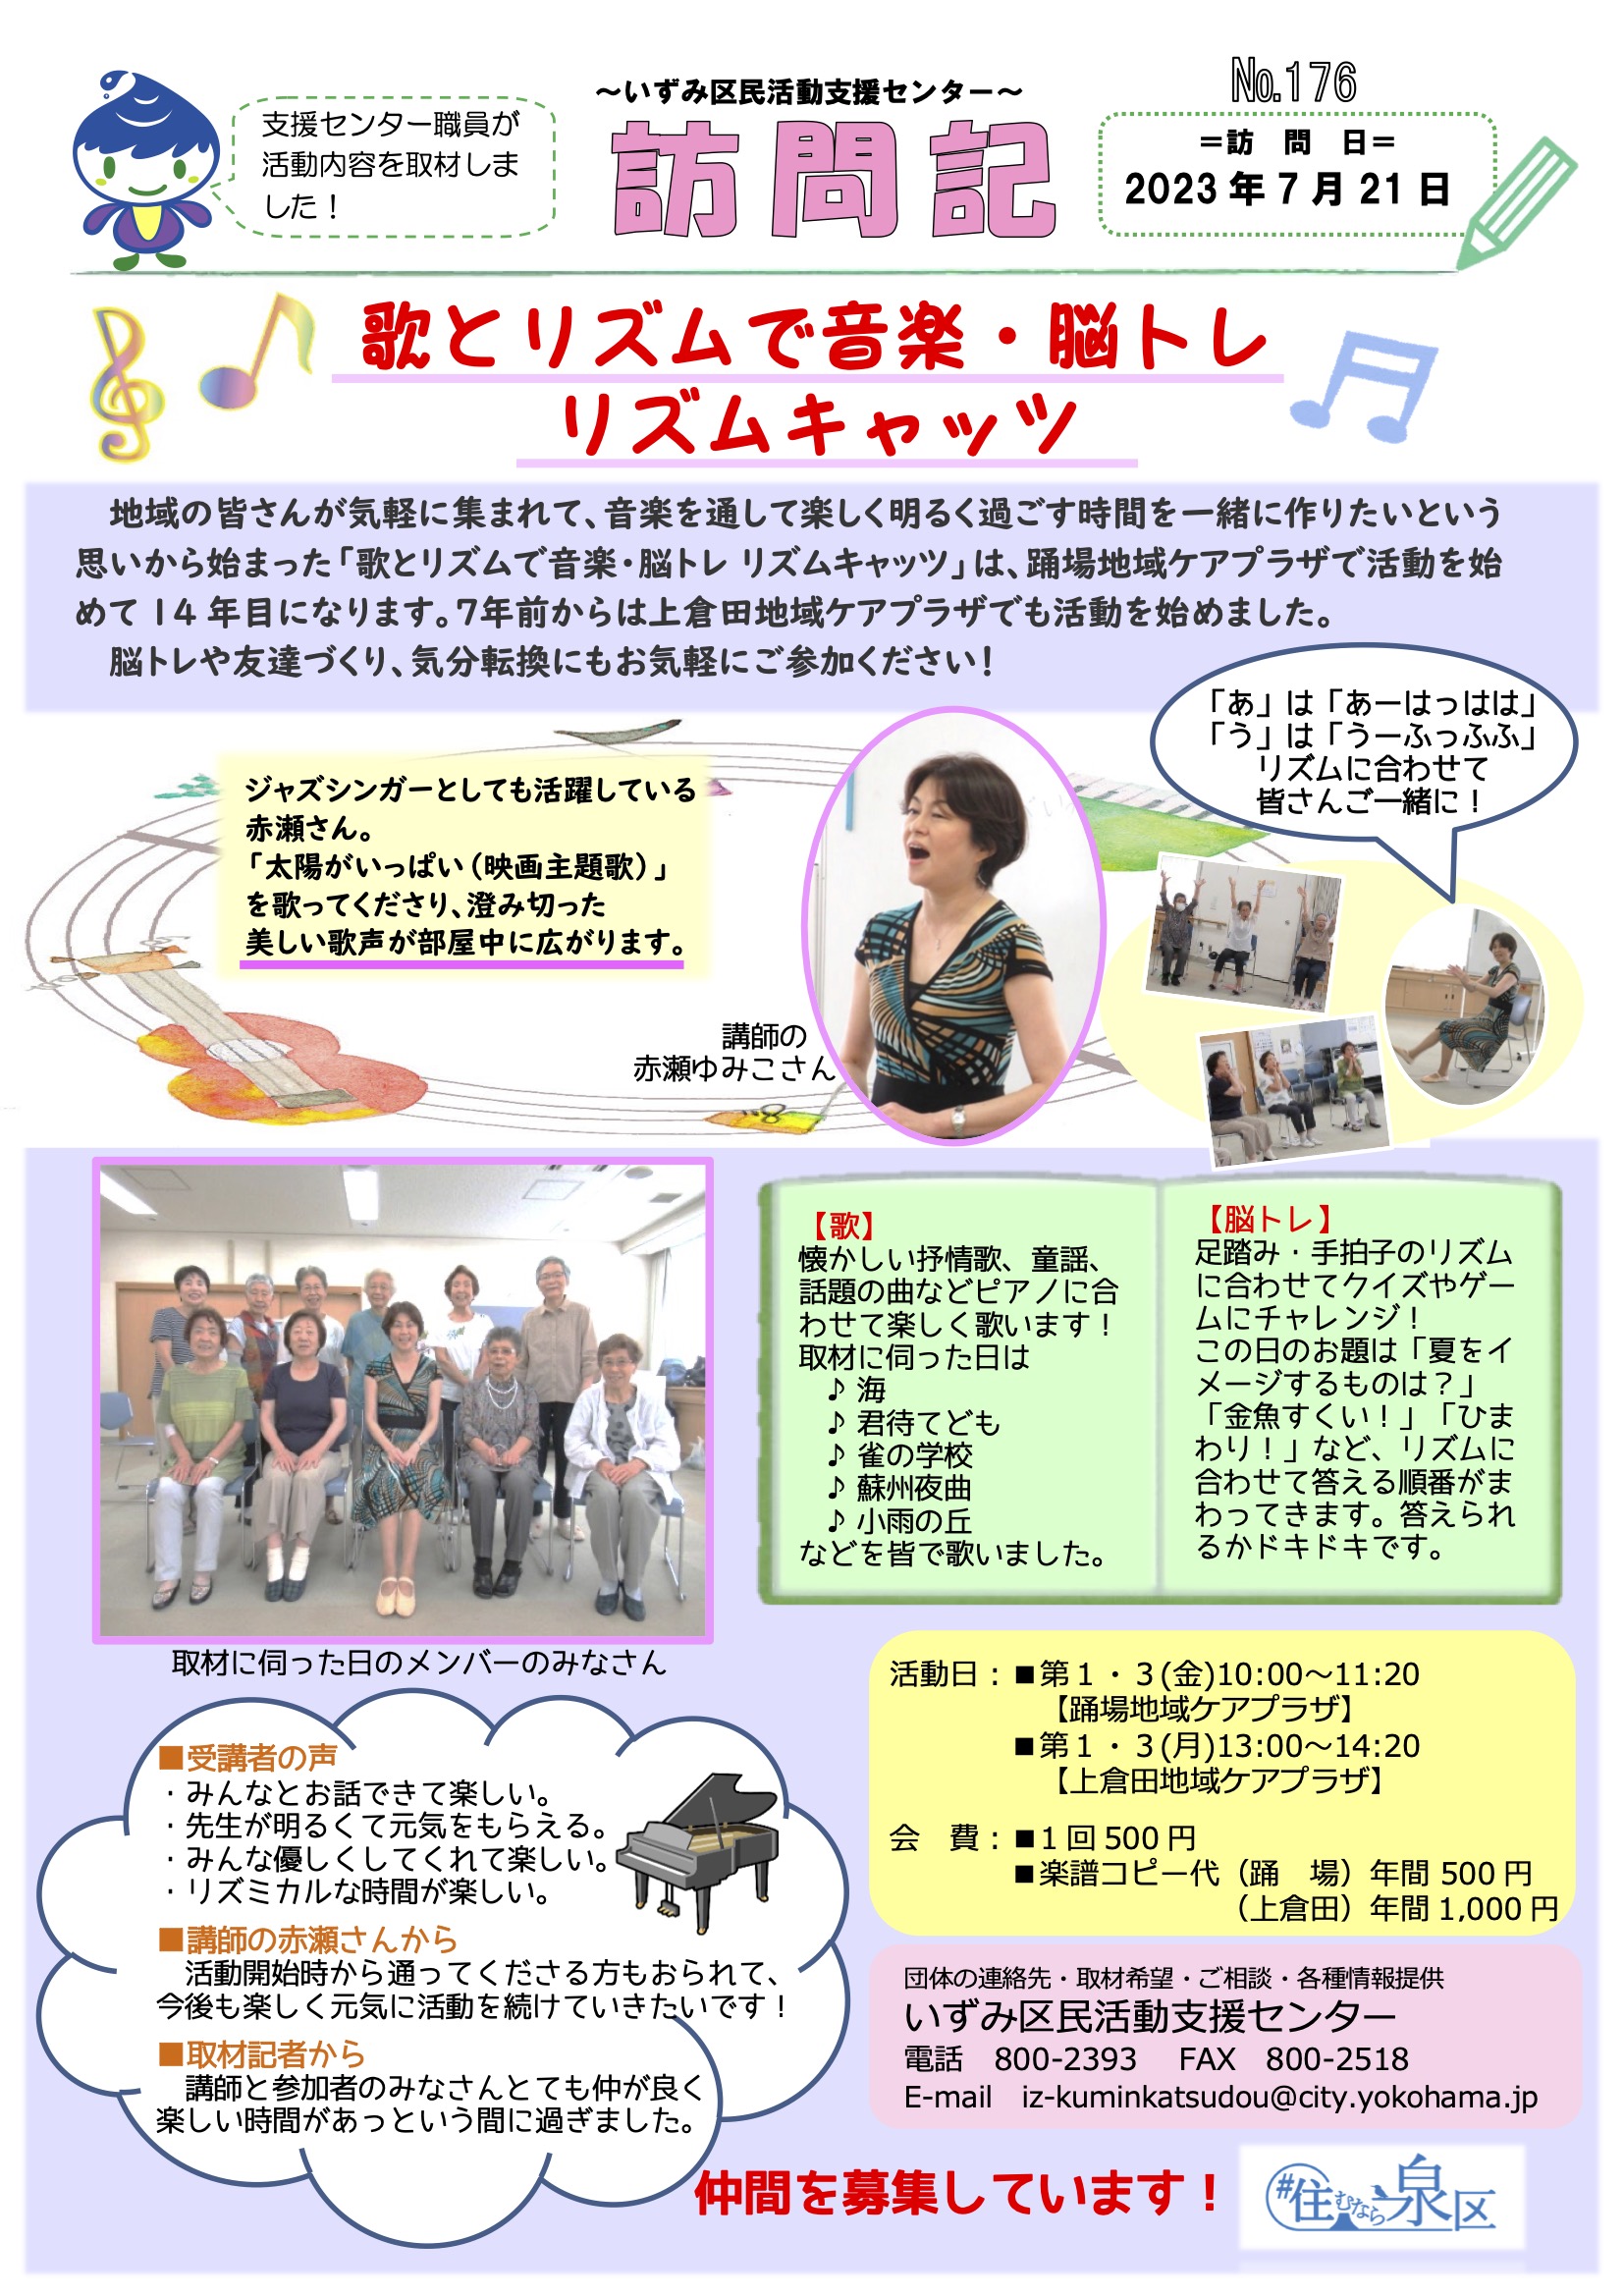 支援センター職員が
活動内容を取材しま
した！
～いずみ区民活動支援センター～
訪問記
№176
＝訪　問　日＝
2023 年 7 月 21 日
歌とリズムで音楽・脳トレ
リズムキャッツ
地域の皆さんが気軽に集まれて、音楽を通して楽しく明るく過ごす時間を一緒に作りたいという
思いから始まった「歌とリズムで音楽・脳トレ リズムキャッツ」は、踊場地域ケアプラザで活動を始
めて 14 年目になります。7年前からは上倉田地域ケアプラザでも活動を始めました。
脳トレや友達づくり、気分転換にもお気軽にご参加ください！
「あ」は「あーはっはは」
「う」は「うーふっふふ」
リズムに合わせて
皆さんご一緒に！
ジャズシンガーとしても活躍している
赤瀬さん。
「太陽がいっぱい（映画主題歌）」
を歌ってくださり、澄み切った
美しい歌声が部屋中に広がります。
講師の
赤瀬ゆみこさん
【歌】
懐かしい抒情歌、童謡、
話題の曲などピアノに合
わせて楽しく歌います！
取材に伺った日は
♪ 海
♪ 君待てども
♪ 雀の学校
♪ 蘇州夜曲
♪ 小雨の丘
などを皆で歌いました。
【脳トレ】
足踏み・手拍子のリズム
に合わせてクイズやゲー
ムにチャレンジ！
この日のお題は「夏をイ
メージするものは？」
「金魚すくい！」「ひま
わり！」など、リズムに
合わせて答える順番がま
わってきます。答えられ
るかドキドキです。
取材に伺った日のメンバーのみなさん
■受講者の声
・みんなとお話できて楽しい。
・先生が明るくて元気をもらえる。
・みんな優しくしてくれて楽しい。
・リズミカルな時間が楽しい。
■講師の赤瀬さんから
活動開始時から通ってくださる方もおられて、
今後も楽しく元気に活動を続けていきたいです！
■取材記者から
講師と参加者のみなさんとても仲が良く
楽しい時間があっという間に過ぎました。
活動日：■第１・３(金)10:00～11:20
【踊場地域ケアプラザ】
■第１・３(月)13:00～14:20
【上倉田地域ケアプラザ】
会　費：■1 回 500 円
■楽譜コピー代（踊　場）年間 500 円
（上倉田）年間 1,000 円
団体の連絡先・取材希望・ご相談・各種情報提供
いずみ区民活動支援センター
電話　800-2393　FAX　800-2518
E-mail　iz-kuminkatsudou@city.yokohama.jp
仲間を募集しています！
#住むなら泉区